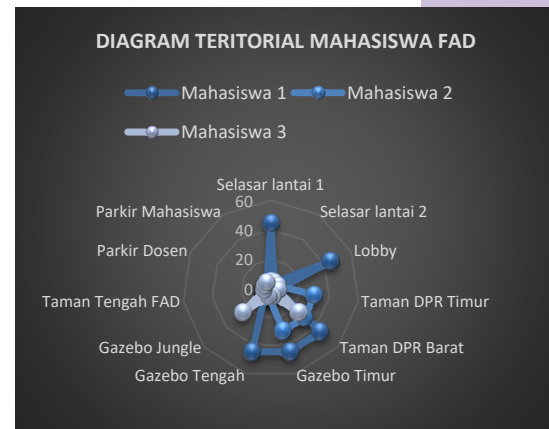 DIAGRAM TERITORIAL MAHASISWA FAD
Mahasiswa 1 Mahasiswa 2
Mahasiswa 3
Selasar lantai 1
Selasar lantai 2
Lobby
Taman DPR Timur
Taman DPR Barat
Gazebo Timur
Gazebo Tengah
Gazebo Jungle
Taman Tengah FAD
Parkir Dosen
Parkir Mahasiswa
60
40
20
0